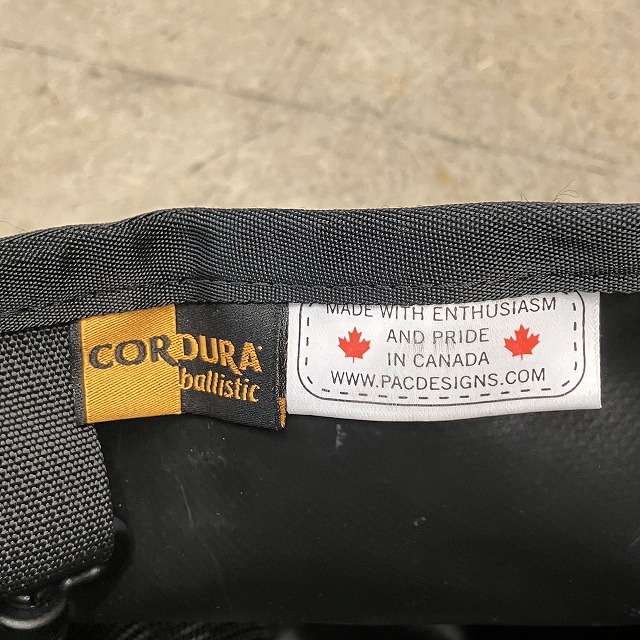 CORDURA®
ballistic
MADE WITH ENTHUSIASM
AND PRIDE
IN CANADA
WWW.PACDESIGNS.COM